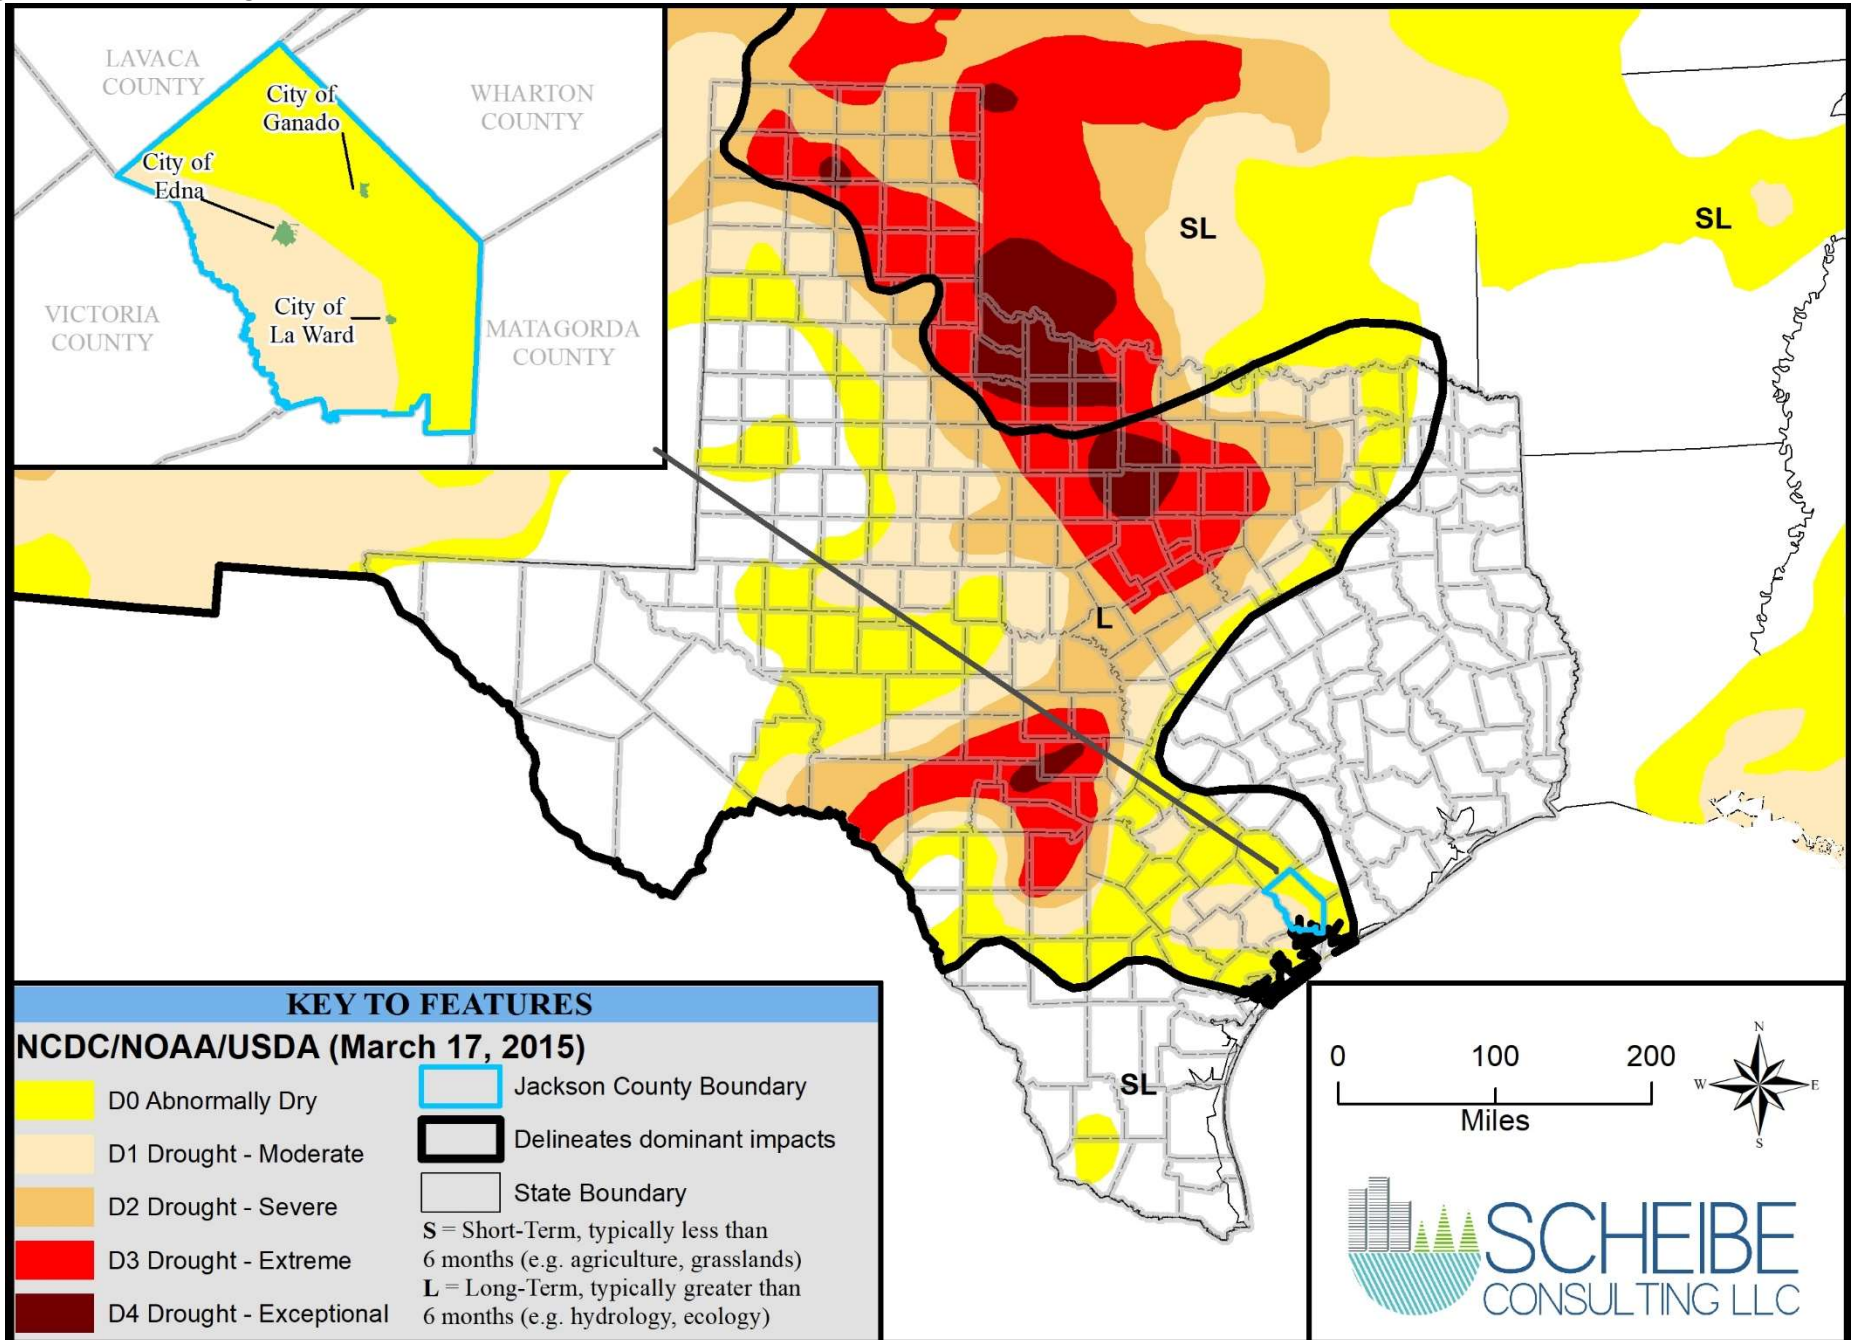 LAVACA
COUNTY
WHARTON
COUNTY
City of
Ganado
City of
Edna
VICTORIA
COUNTY
City of
La Ward
MATAGORDA
COUNTY
SL
SL
L
SL
KEY TO FEATURES
NCDC/NOAA/USDA (March 17, 2015)
D0 Abnormally Dry
D1 Drought - Moderate
D2 Drought - Severe
D3 Drought - Extreme
D4 Drought - Exceptional
Jackson County Boundary
Delineates dominant impacts
State Boundary
S = Short-Term, typically less than
6 months (e.g. agriculture, grasslands)
L = Long-Term, typically greater than
6 months (e.g. hydrology, ecology)
0 100 200
Miles
N
W E
S
SCHEIBE
CONSULTING LLC